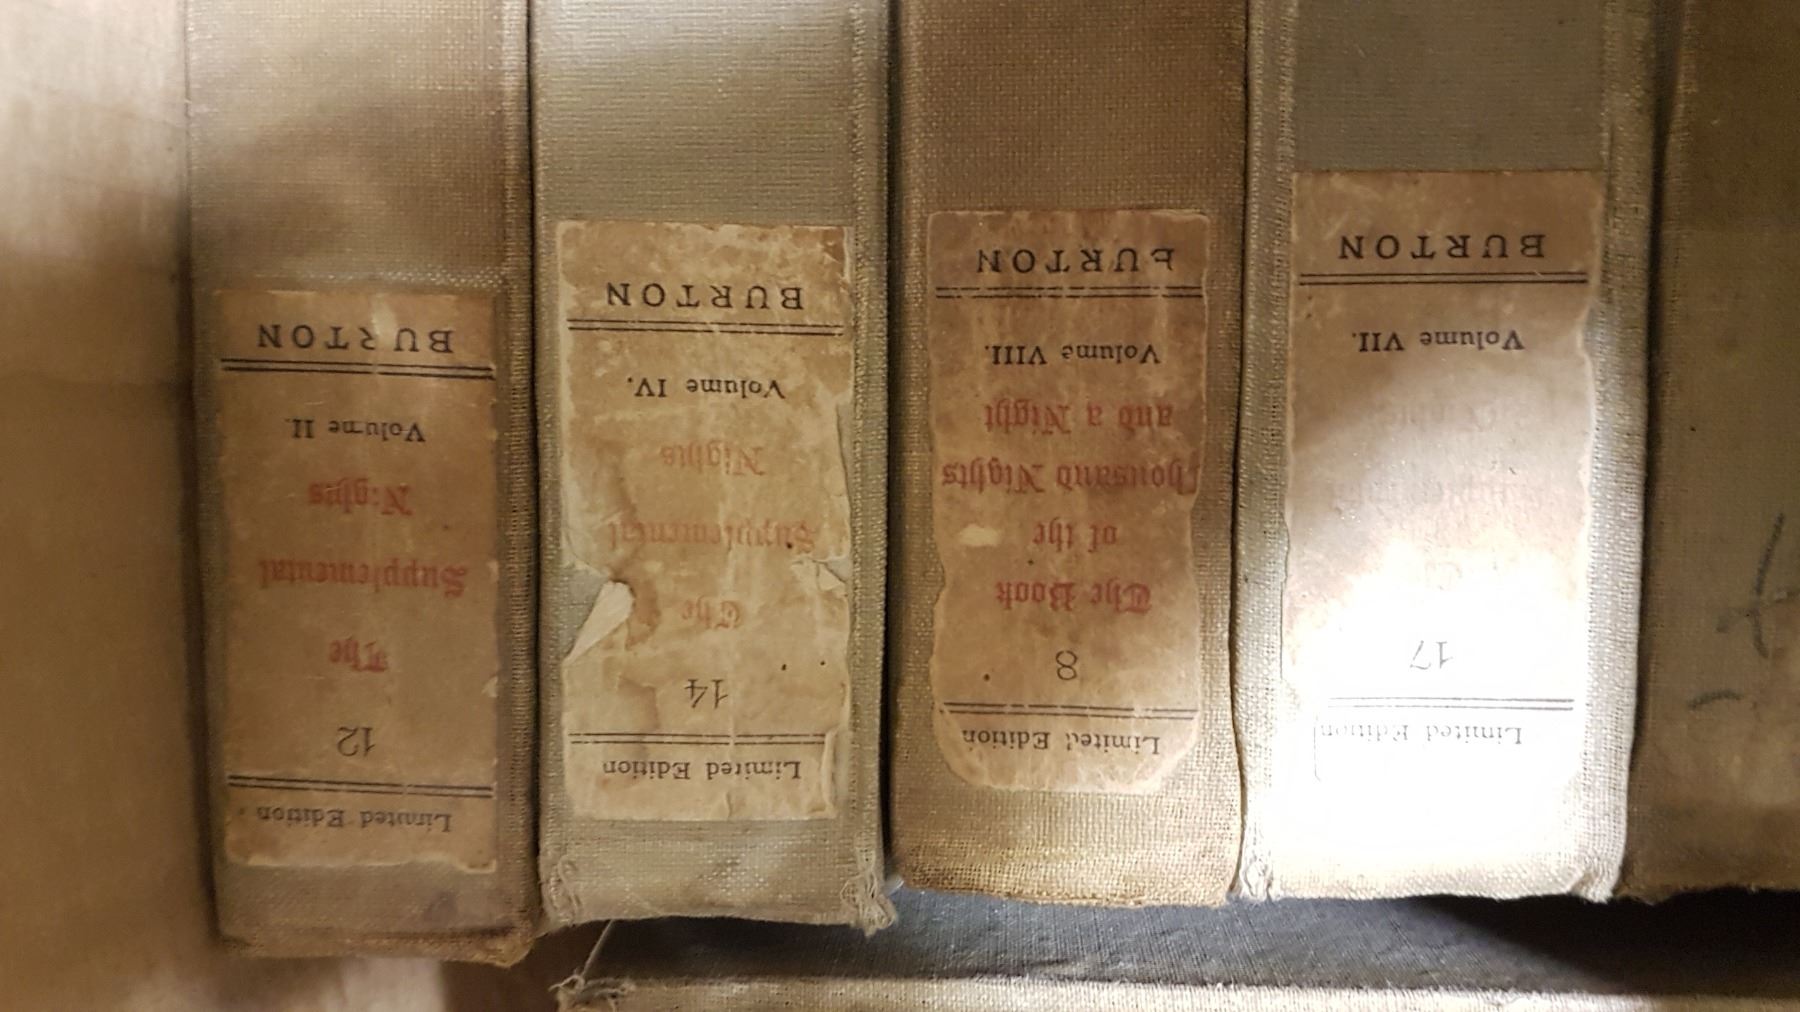 Limited Edition
12
The
Supplemental
Nights
Volume II.
BURTON
Limited Edition
14
The
Supplemental
Nights
Volume IV.
BURTON
Limited Edition
8
The Book
of the
Thousand Nights
and a Night
Volume VIII.
BURTON
Limited Edition
17
Volume VII.
BURTON